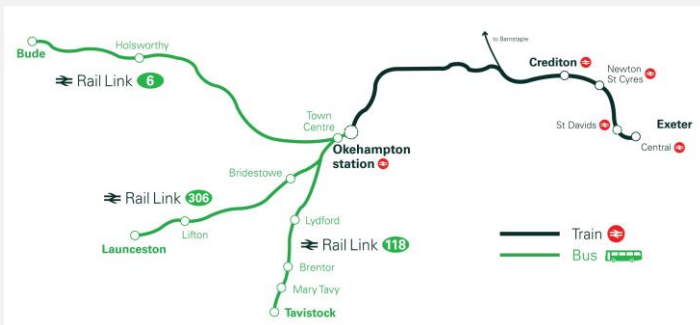 to Barnstaple
Bude
Holsworthy
Rail Link 6
Crediton
Newton
St Cyres
Town
Centre
St Davids
Exeter
Central
Okehampton
station
Bridestowe
Rail Link 306
Lifton
Launceston
Lydford
Rail Link 118
Brentor
Mary Tavy
Tavistock
Train
Bus